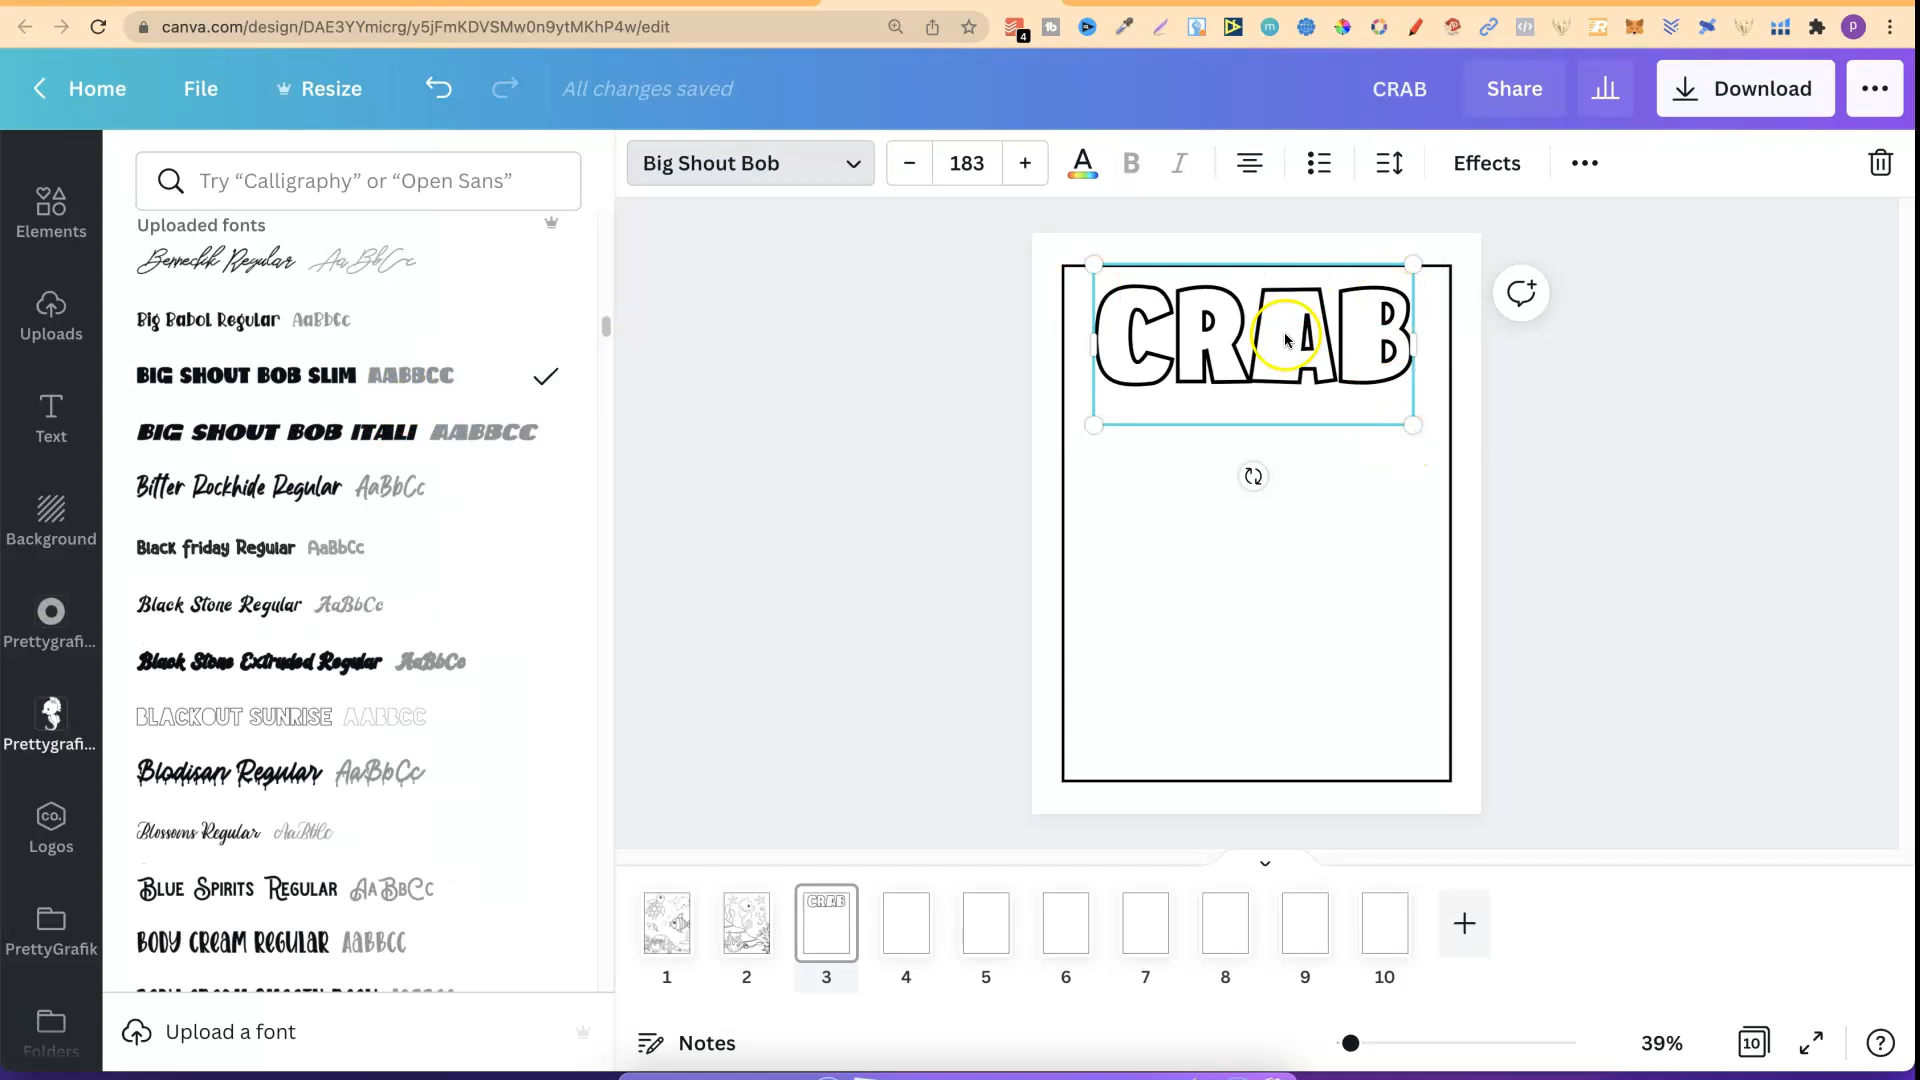 canva.com/design/DAE3YYmicrg/y5jFmKDVSMw0n9ytMKhP4w/edit
4
P
Home
File
Resize
All changes saved
CRAB
Share
Download
Try “Calligraphy” or “Open Sans”
Big Shout Bob
183
B
I
Effects
Elements
Uploads
Text
Background
Prettygrafi...
Prettygrafi...
Logos
PrettyGrafik
Folders
Uploaded fonts
Benedik Regular AaBbCc
Big Babol Regular AaBbCc
BIG SHOUT BOB SLIM AABBCC
BIG SHOUT BOB ITALI AABBCC
Bitter Rockhide Regular AaBbCc
Black Friday Regular AaBbCc
Black Stone Regular AaBbCc
Black Stone Extruded Regular AaBbCc
BLACKOUT SUNRISE AABBCC
Blodisan Regular AaBbCc
Blossoms Regular AaBbCc
Blue Spirits Regular AaBbCc
BODY CREAM REGULAR AABBCC
Upload a font
CRAB
CRAB
1
2
3
4
5
6
7
8
9
10
Notes
39%
10